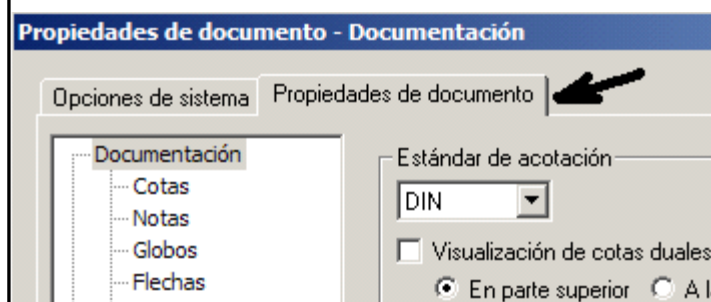 Propiedades de documento - Documentación
Opciones de sistema Propiedades de documento
Documentación
Cotas
Notas
Globos
Flechas
Estándar de acotación
DIN
Visualización de cotas duales
En parte superior A